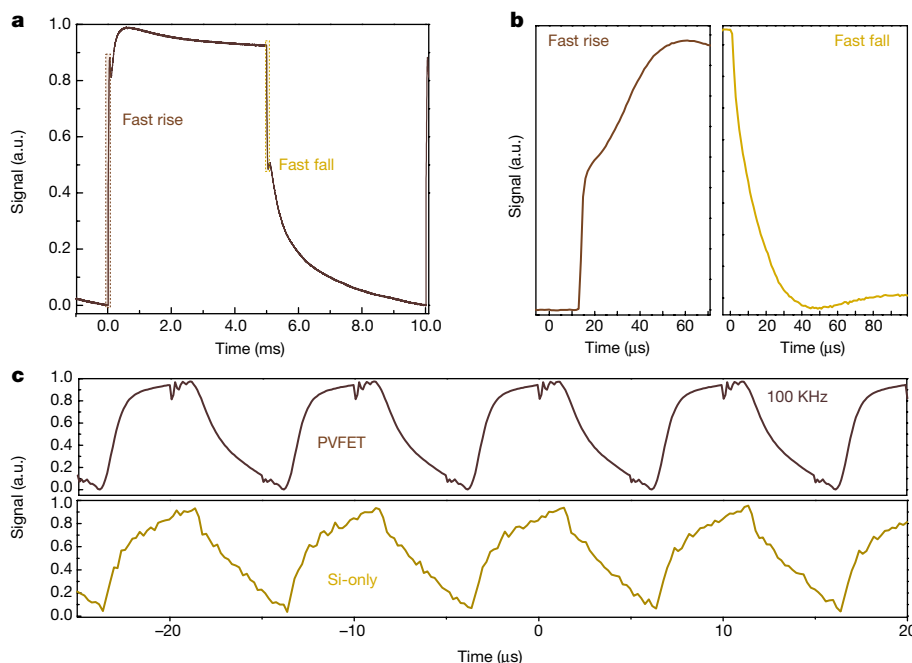 a
1.0
0.8
0.6
0.4
0.2
0.0
Signal (a.u.)
Fast rise
Fast fall
0.0 2.0 4.0 6.0 8.0 10.0
Time (ms)
b
Signal (a.u.)
Fast rise
Fast fall
0 20 40 60
0 20 40 60 80
Time (μs)
Time (μs)
c
Signal (a.u.)
1.0
0.8
0.6
0.4
0.2
0.0
100 KHz
PVFET
1.0
0.8
0.6
0.4
0.2
0.0
Si-only
−20 −10 0 10 20
Time (μs)